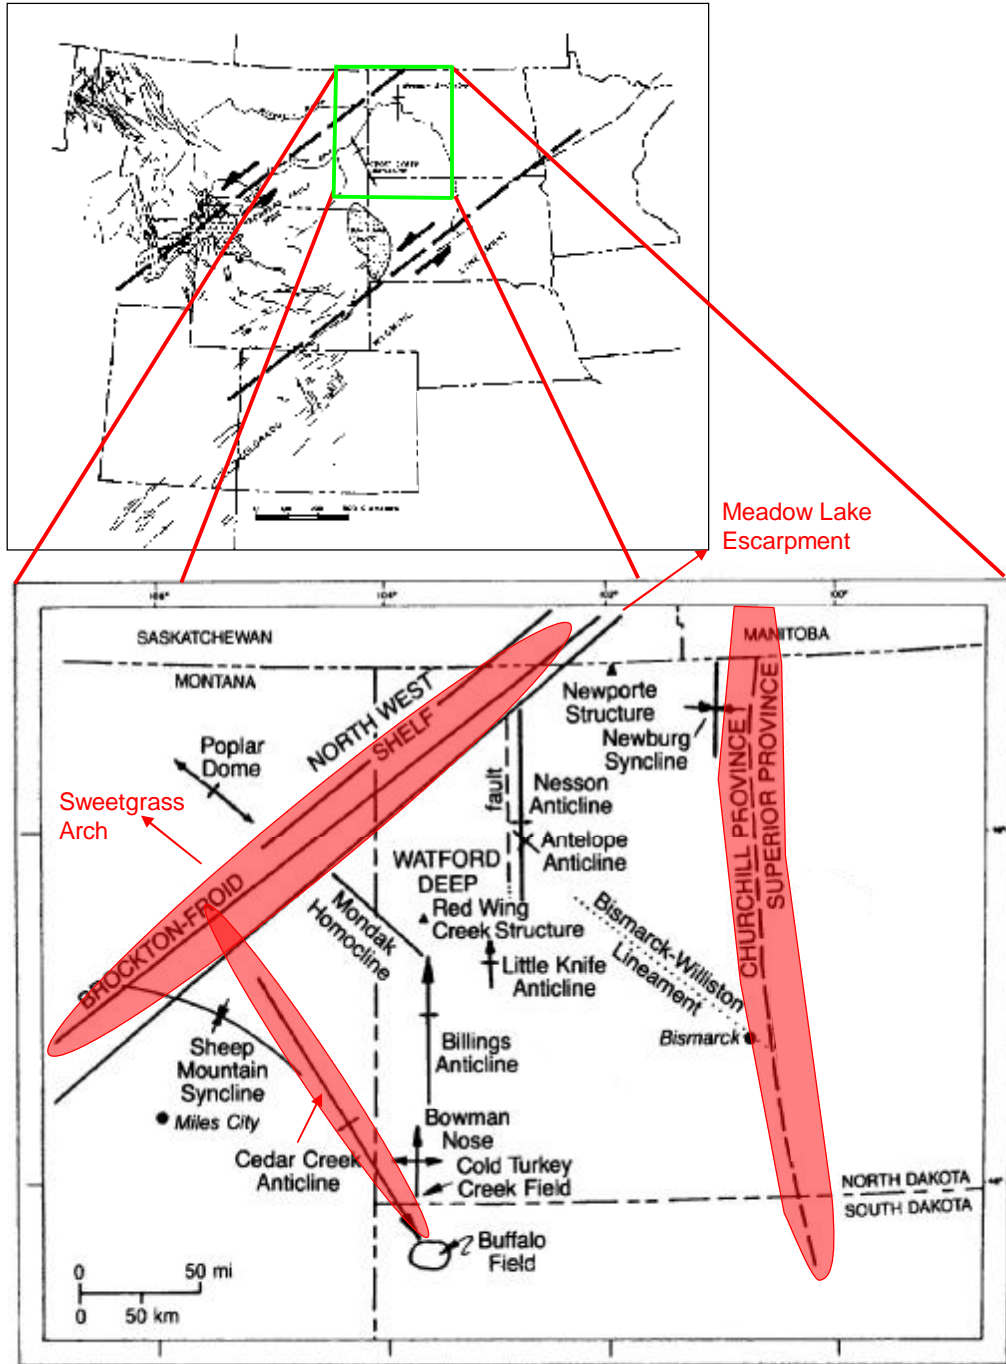 COLORADO
Meadow Lake
Escarpment
SASKATCHEWAN
MANITOBA
MONTANA
NORTH WEST
SHELF
Newporte
Structure
Newburg
Syncline
CHURCHILL PROVINCE
SUPERIOR PROVINCE
Poplar
Dome
fault
Nesson
Anticline
Sweetgrass
Arch
Antelope
Anticline
WATFORD
DEEP
Red Wing
Creek Structure
Mondak
Homocline
BROCKTON-FROID
Bismarck-Williston
Lineament
Little Knife
Anticline
Bismarck
Sheep
Mountain
Syncline
Billings
Anticline
Miles City
Bowman
Nose
Cedar Creek
Anticline
Cold Turkey
Creek Field
NORTH DAKOTA
SOUTH DAKOTA
Buffalo
Field
0 50 mi
0 50 km